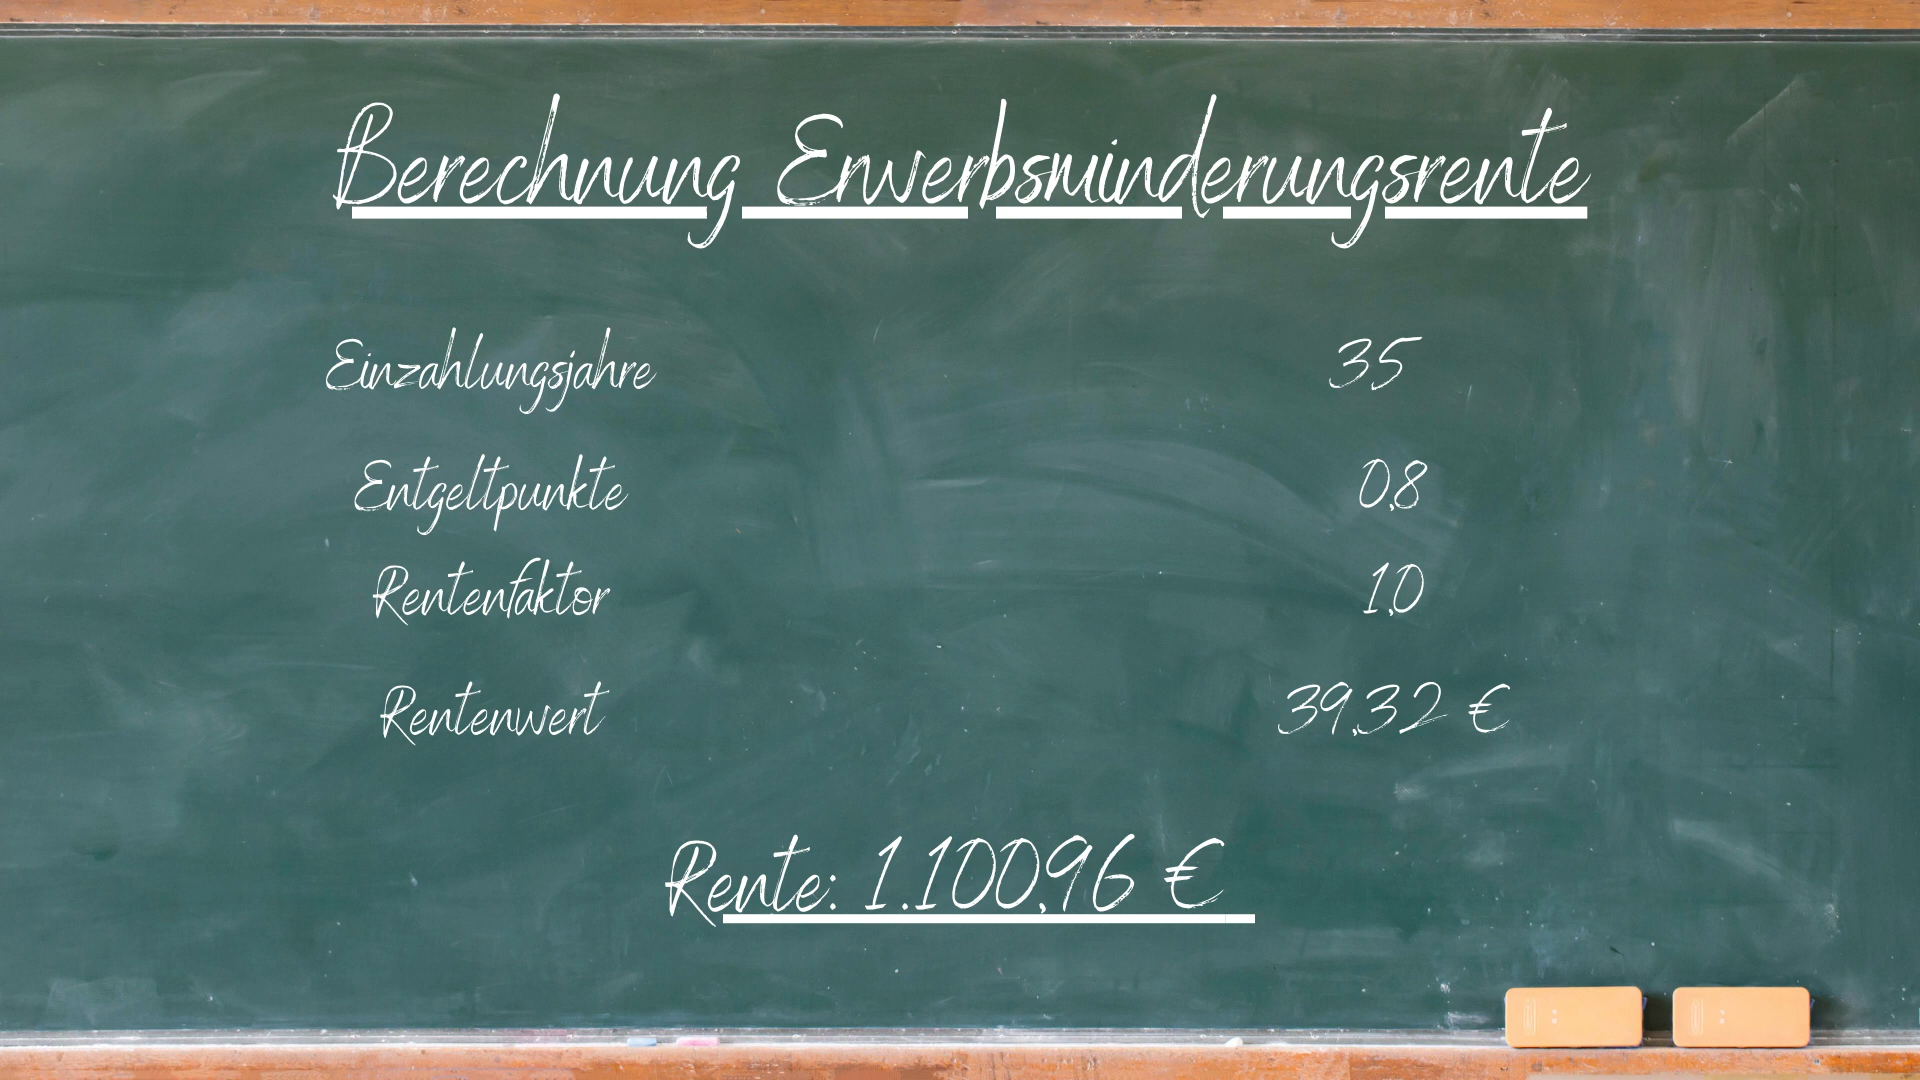 Berechnung Erwerbsminderungsrente
Einzahlungsjahre 35
Entgeltpunkte 0,8
Rentenfaktor 1,0
Rentenwert 39,32 €
Rente: 1.100,96 €